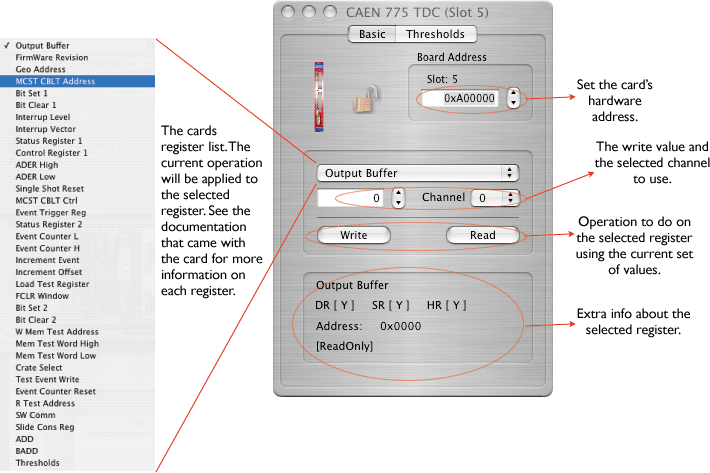 ✓ Output Buffer
FirmWare Revision
Geo Address
MCST CBLT Address
Bit Set 1
Bit Clear 1
Interrup Level
Interrup Vector
Status Register 1
Control Register 1
ADER High
ADER Low
Single Shot Reset
MCST CBLT Ctrl
Event Trigger Reg
Status Register 2
Event Counter L
Event Counter H
Increment Event
Increment Offset
Load Test Register
FCLR Window
Bit Set 2
Bit Clear 2
W Mem Test Address
Mem Test Word High
Mem Test Word Low
Crate Select
Test Event Write
Event Counter Reset
R Test Address
SW Comm
Slide Cons Reg
ADD
BADD
Thresholds
The cards
register list. The
current operation
will be applied to
the selected
register. See the
documentation
that came with
the card for more
information on
each register.
CAEN 775 TDC (Slot 5)
Basic Thresholds
Board Address
Slot: 5
0xA00000
Output Buffer
0 Channel 0
Write Read
Output Buffer
DR [ Y ] SR [ Y ] HR [ Y ]
Address: 0x0000
[ReadOnly]
Set the card's
hardware
address.
The write value and
the selected channel
to use.
Operation to do on
the selected register
using the current set
of values.
Extra info about the
selected register.